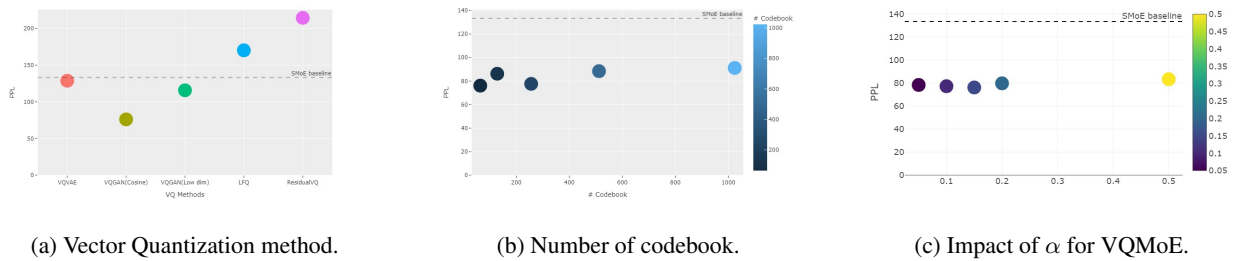 200
150
100
50
0
PPL
SMoE baseline
VQVAE
VQGAN(Cosine)
VQGAN(Low dim)
LFQ
ResidualVQ
VQ Methods
140
120
100
80
60
40
20
0
PPL
SMoE baseline
200
400
600
800
1000
# Codebook
# Codebook
1000
800
600
400
200
140
120
100
80
60
40
20
0
PPL
SMoE baseline
0.1
0.2
0.3
0.4
0.5
0.5
0.45
0.4
0.35
0.3
0.25
0.2
0.15
0.1
0.05
(a) Vector Quantization method.
(b) Number of codebook.
(c) Impact of α for VQMoE.